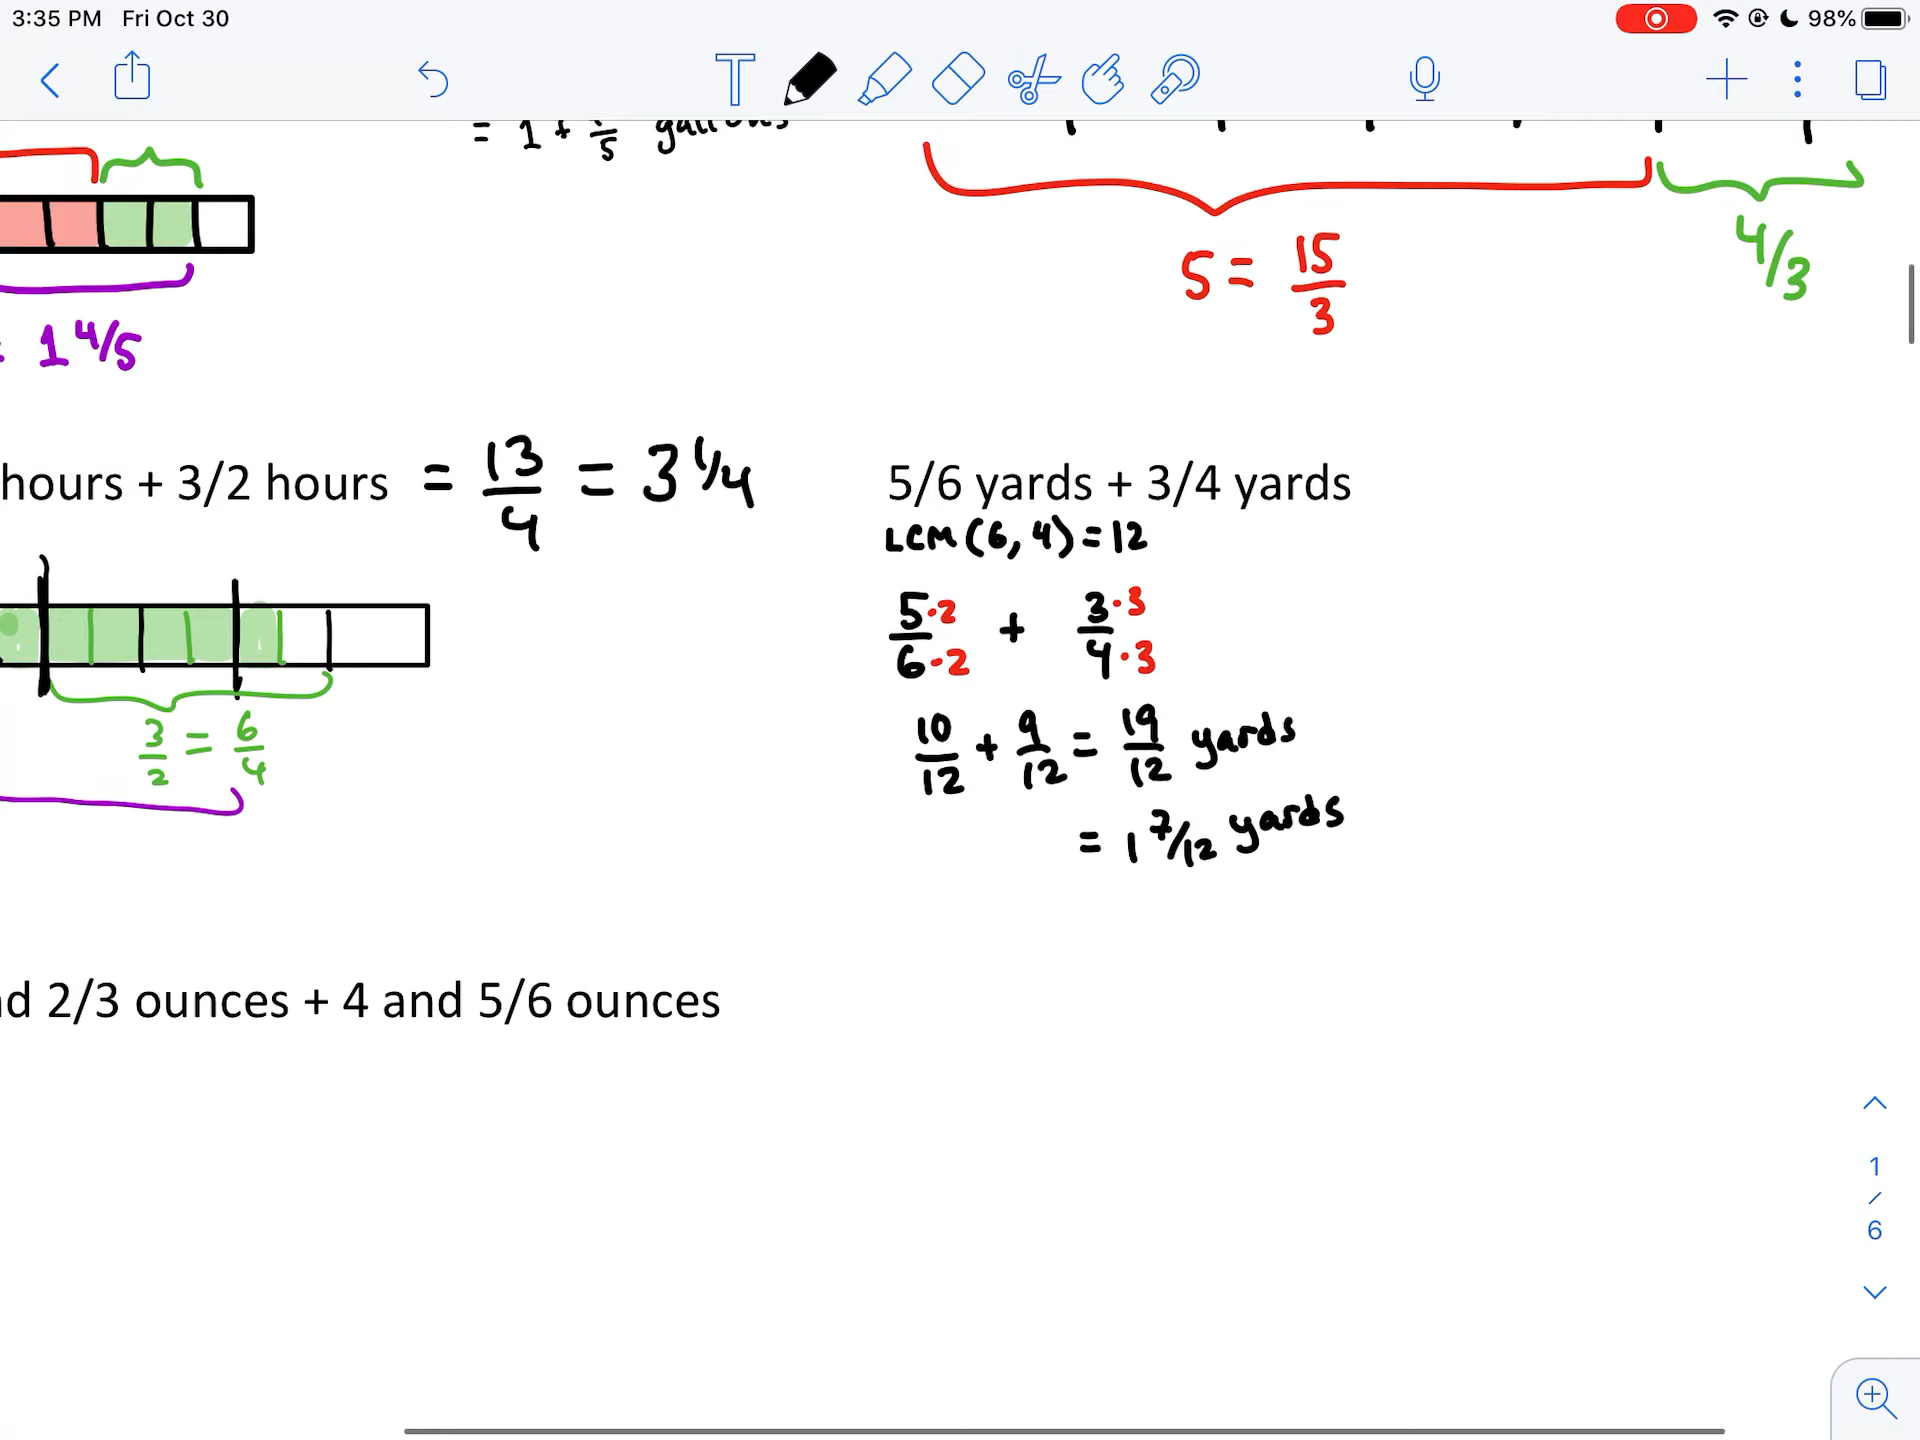 3:35 PM Fri Oct 30
98%
= 1 + /5 gallons
5 = 15/3
4/3
1 4/5
hours + 3/2 hours = 13/4 = 3 1/4
5/6 yards + 3/4 yards
LCM (6, 4) = 12
5·2/6·2 + 3·3/4·3
10/12 + 9/12 = 19/12 yards
= 1 7/12 yards
3/2 = 6/4
2/3 ounces + 4 and 5/6 ounces
1
/
6